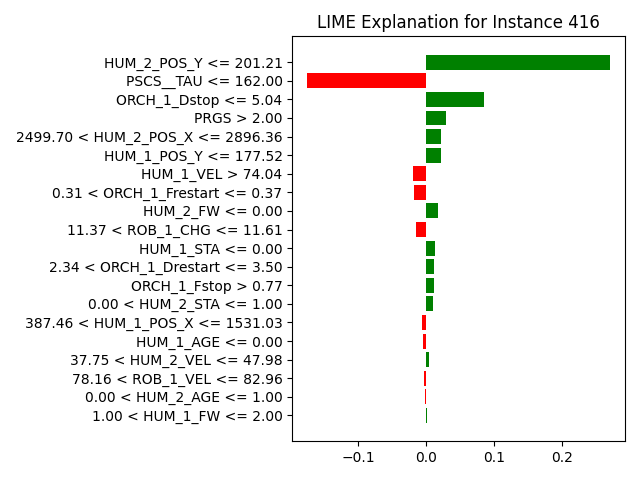 LIME Explanation for Instance 416
HUM_2_POS_Y <= 201.21
PSCS__TAU <= 162.00
ORCH_1_Dstop <= 5.04
PRGS > 2.00
2499.70 < HUM_2_POS_X <= 2896.36
HUM_1_POS_Y <= 177.52
HUM_1_VEL > 74.04
0.31 < ORCH_1_Frestart <= 0.37
HUM_2_FW <= 0.00
11.37 < ROB_1_CHG <= 11.61
HUM_1_STA <= 0.00
2.34 < ORCH_1_Drestart <= 3.50
ORCH_1_Fstop > 0.77
0.00 < HUM_2_STA <= 1.00
387.46 < HUM_1_POS_X <= 1531.03
HUM_1_AGE <= 0.00
37.75 < HUM_2_VEL <= 47.98
78.16 < ROB_1_VEL <= 82.96
0.00 < HUM_2_AGE <= 1.00
1.00 < HUM_1_FW <= 2.00
−0.1 0.0 0.1 0.2